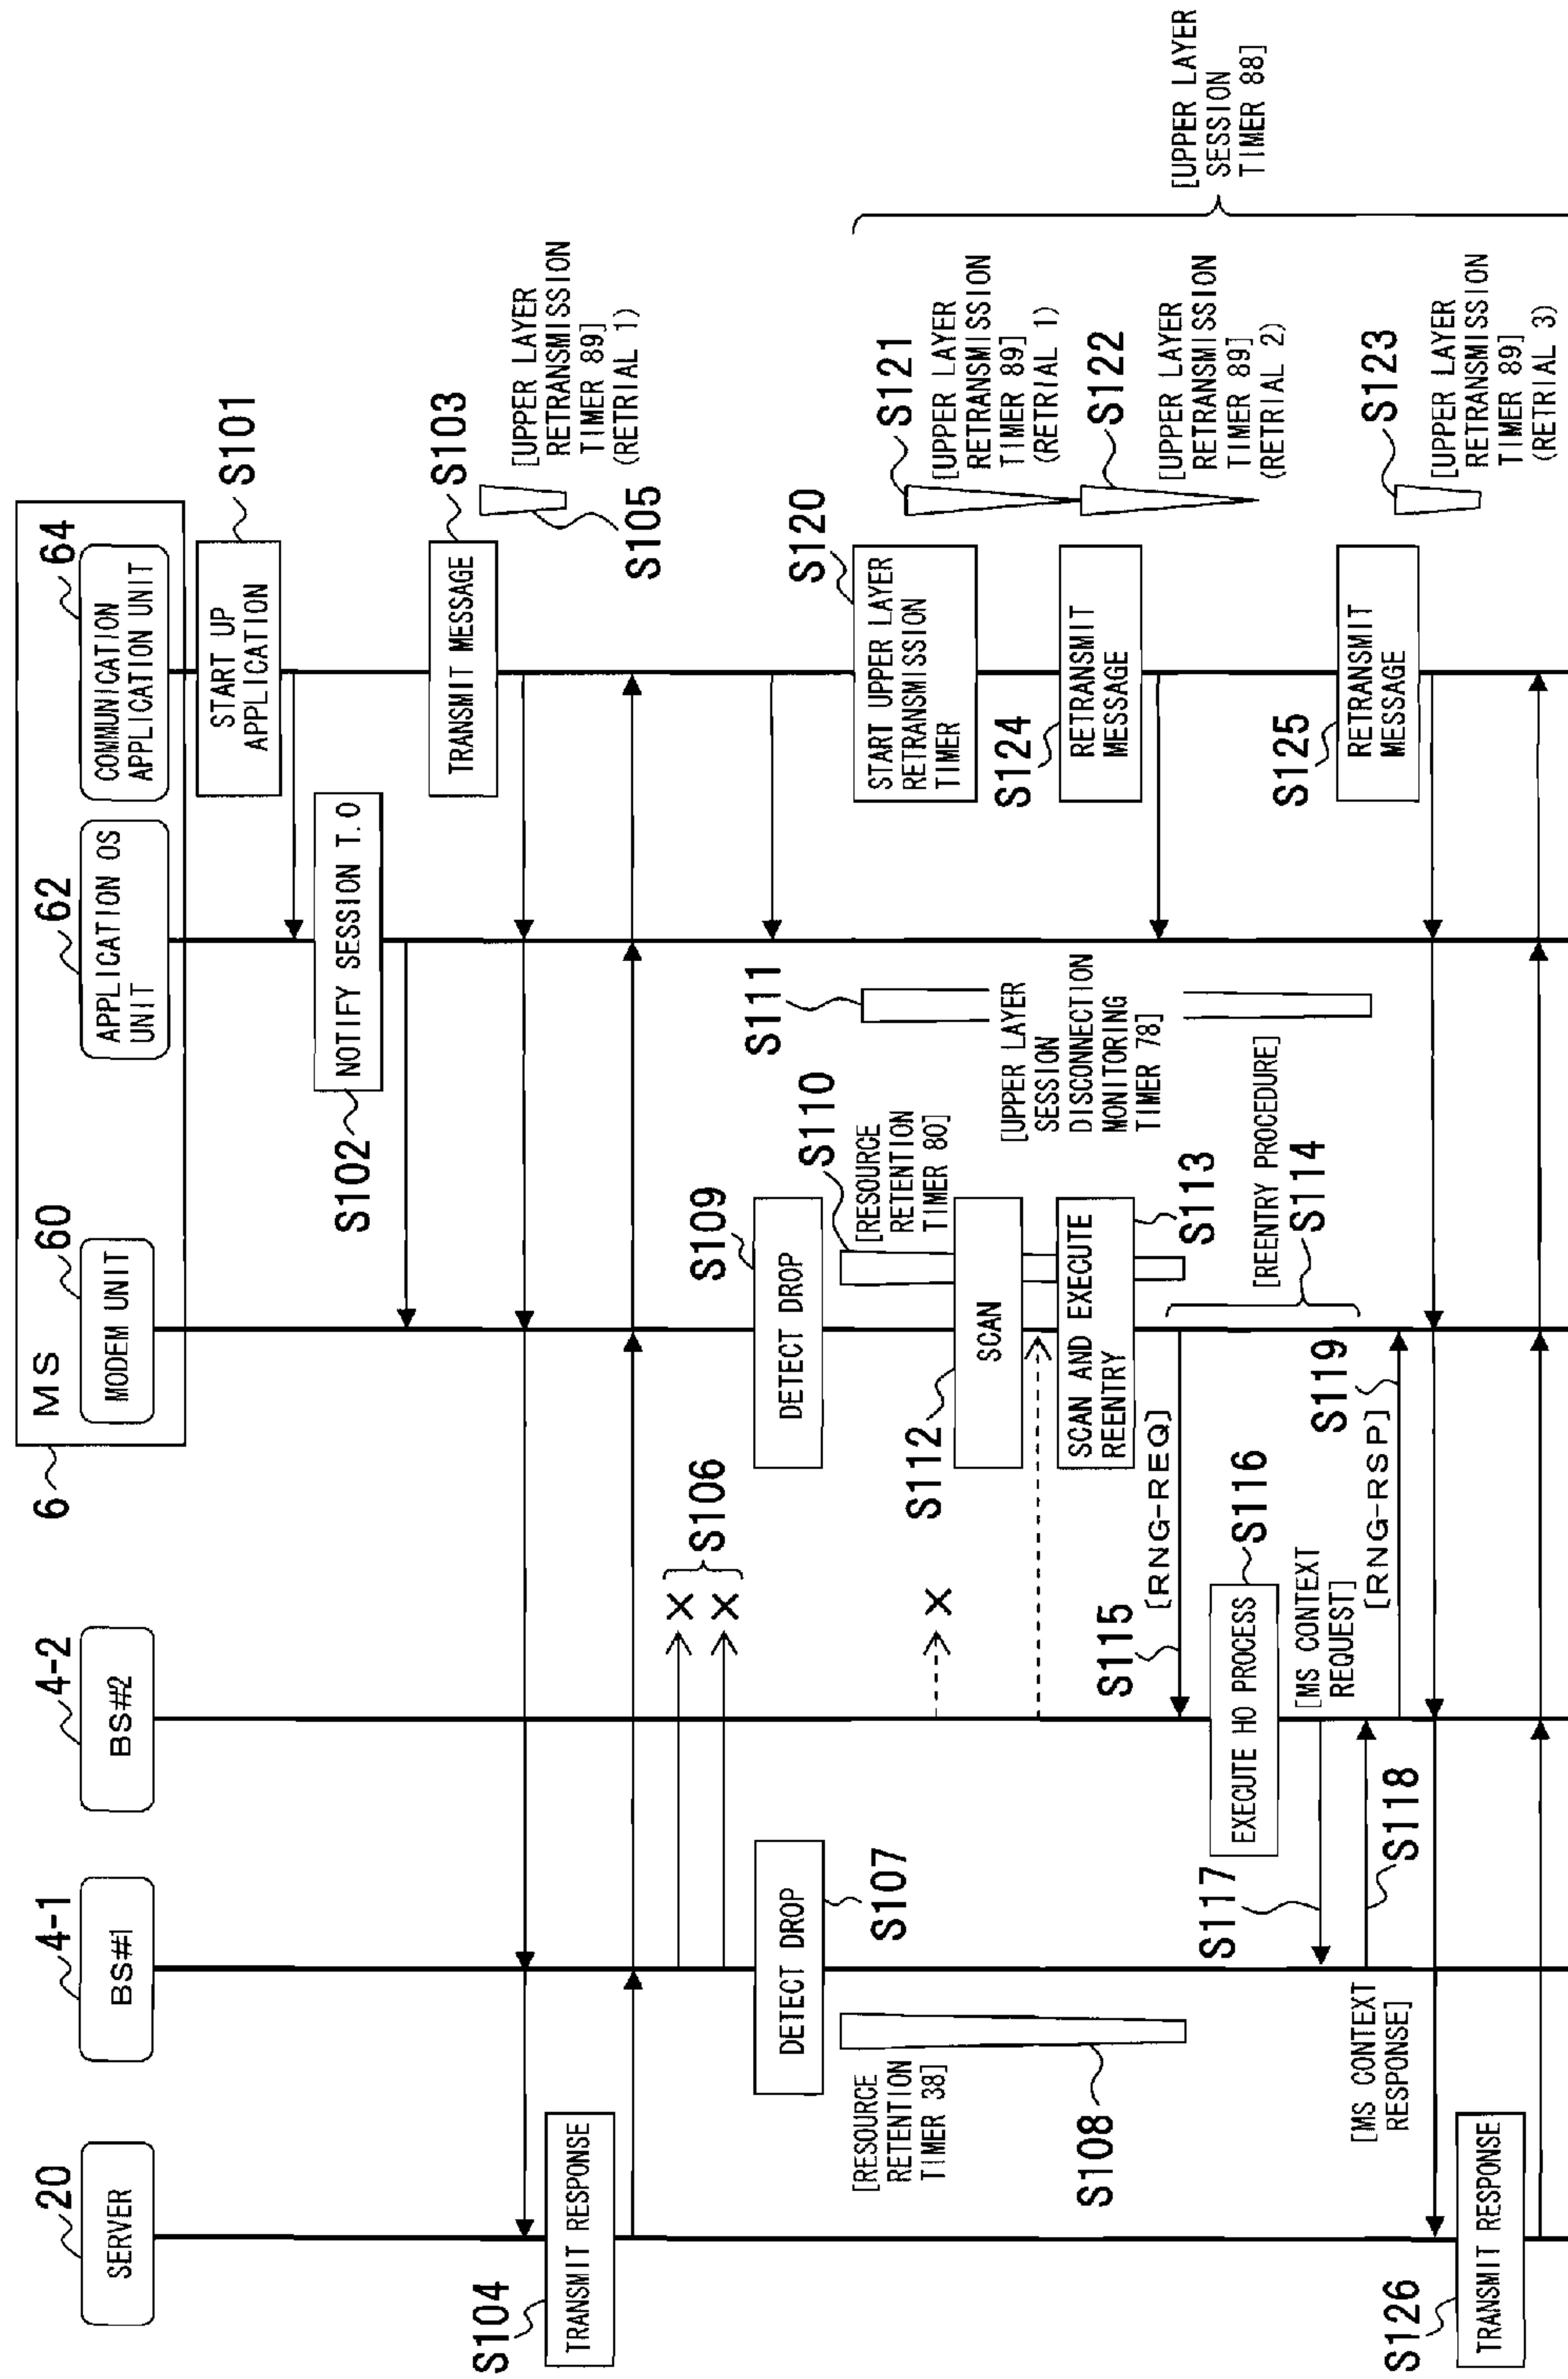 6
MS
20
SERVER
4-1
BS#1
4-2
BS#2
60
MODEM UNIT
62
APPLICATION OS
UNIT
64
COMMUNICATION
APPLICATION UNIT
START UP
APPLICATION
S101
S102
NOTIFY SESSION T.O
TRANSMIT MESSAGE
S103
S104
TRANSMIT RESPONSE
[UPPER LAYER
RETRANSMISSION
TIMER 89]
(RETRIAL 1)
S105
S106
X
X
DETECT DROP
S107
[RESOURCE
RETENTION
TIMER 38]
S108
S109
DETECT DROP
[RESOURCE
RETENTION
TIMER 80]
S110
S111
[UPPER LAYER
SESSION
DISCONNECTION
MONITORING
TIMER 78]
X
S112
SCAN
SCAN AND EXECUTE
REENTRY
S113
[REENTRY PROCEDURE]
S114
S115
[RNG-REQ]
EXECUTE HO PROCESS
S116
S117
[MS CONTEXT
REQUEST]
[MS CONTEXT
RESPONSE]
S118
[RNG-RSP]
S119
S120
START UPPER LAYER
RETRANSMISSION
TIMER
S121
[UPPER LAYER
RETRANSMISSION
TIMER 89]
(RETRIAL 1)
S124
RETRANSMIT
MESSAGE
S122
[UPPER LAYER
RETRANSMISSION
TIMER 89]
(RETRIAL 2)
S125
RETRANSMIT
MESSAGE
S123
[UPPER LAYER
RETRANSMISSION
TIMER 89]
(RETRIAL 3)
[UPPER LAYER
SESSION
TIMER 88]
S126
TRANSMIT RESPONSE